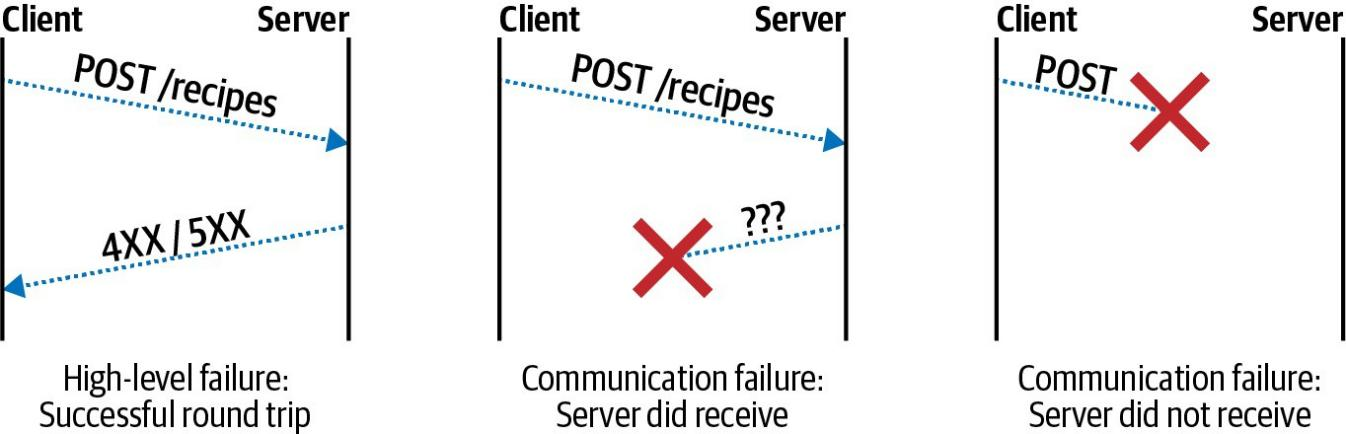 Client Server
POST /recipes
4XX / 5XX
High-level failure:
Successful round trip
Client Server
POST /recipes
???
Communication failure:
Server did receive
Client Server
POST
Communication failure:
Server did not receive